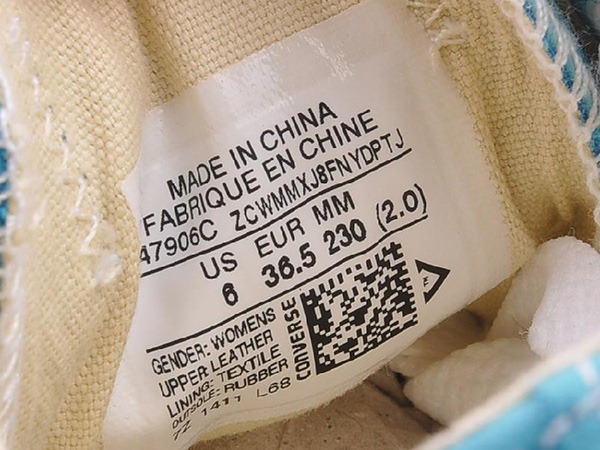 MADE IN CHINA
FABRIQUE EN CHINE
47906C ZCWMMXJ8FNYDPTJ
US EUR MM
6 36.5 230 (2.0)
GENDER: WOMENS
UPPER: LEATHER
LINING: TEXTILE
OUTSOLE: RUBBER
72 1411 L68
CONVERSE